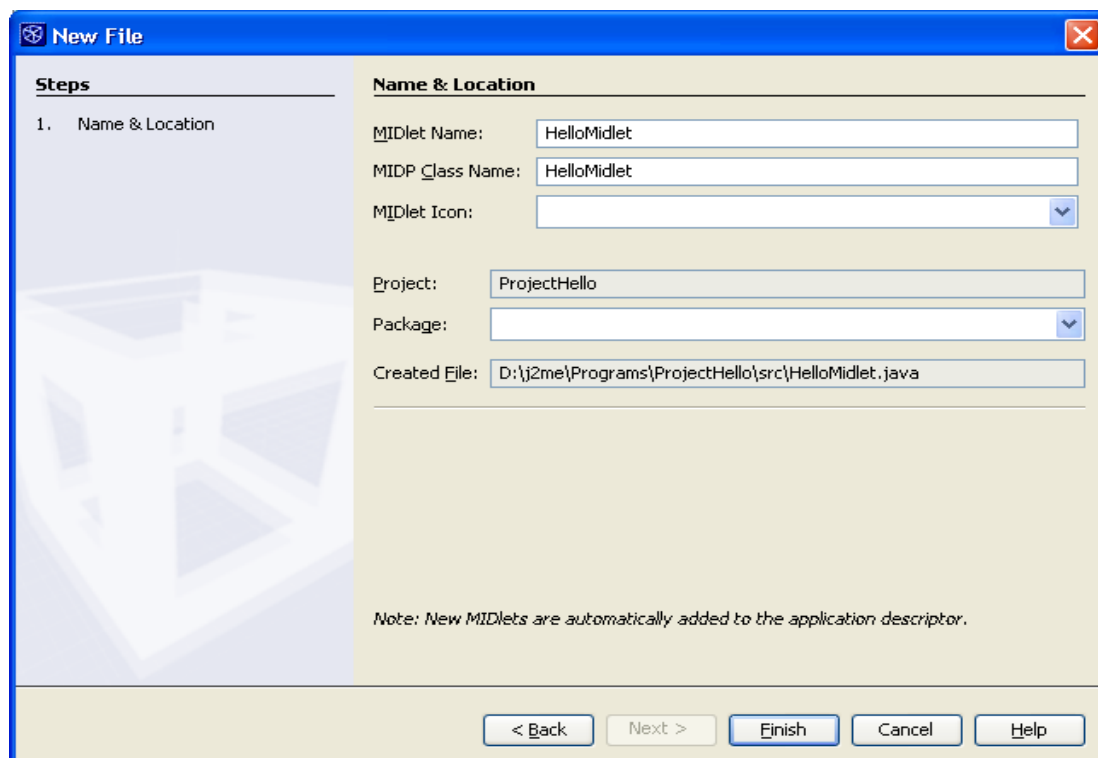 New File
Steps
1. Name & Location
Name & Location
MIDlet Name: HelloMidlet
MIDP Class Name: HelloMidlet
MIDlet Icon:
Project: ProjectHello
Package:
Created File: D:\j2me\Programs\ProjectHello\src\HelloMidlet.java
Note: New MIDlets are automatically added to the application descriptor.
< Back Next > Finish Cancel Help